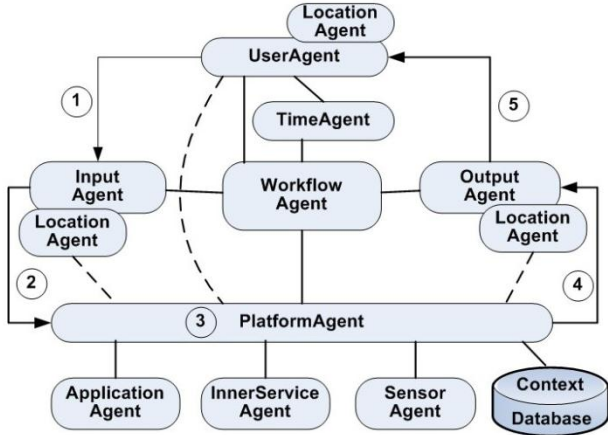 Location
Agent
UserAgent
1
5
TimeAgent
Input
Agent
Workflow
Agent
Output
Agent
Location
Agent
Location
Agent
2
4
3
PlatformAgent
Application
Agent
InnerService
Agent
Sensor
Agent
Context
Database